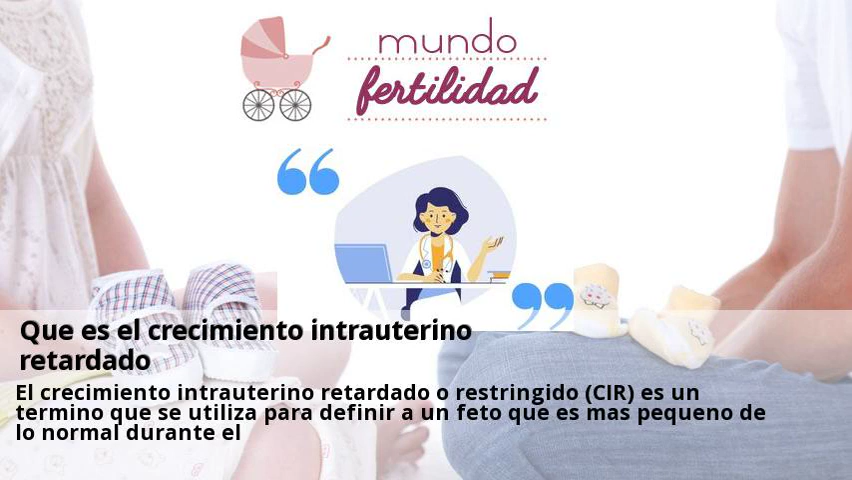 mundo
fertilidad
Que es el crecimiento intrauterino
retardado
El crecimiento intrauterino retardado o restringido (CIR) es un
termino que se utiliza para definir a un feto que es mas pequeno de
lo normal durante el